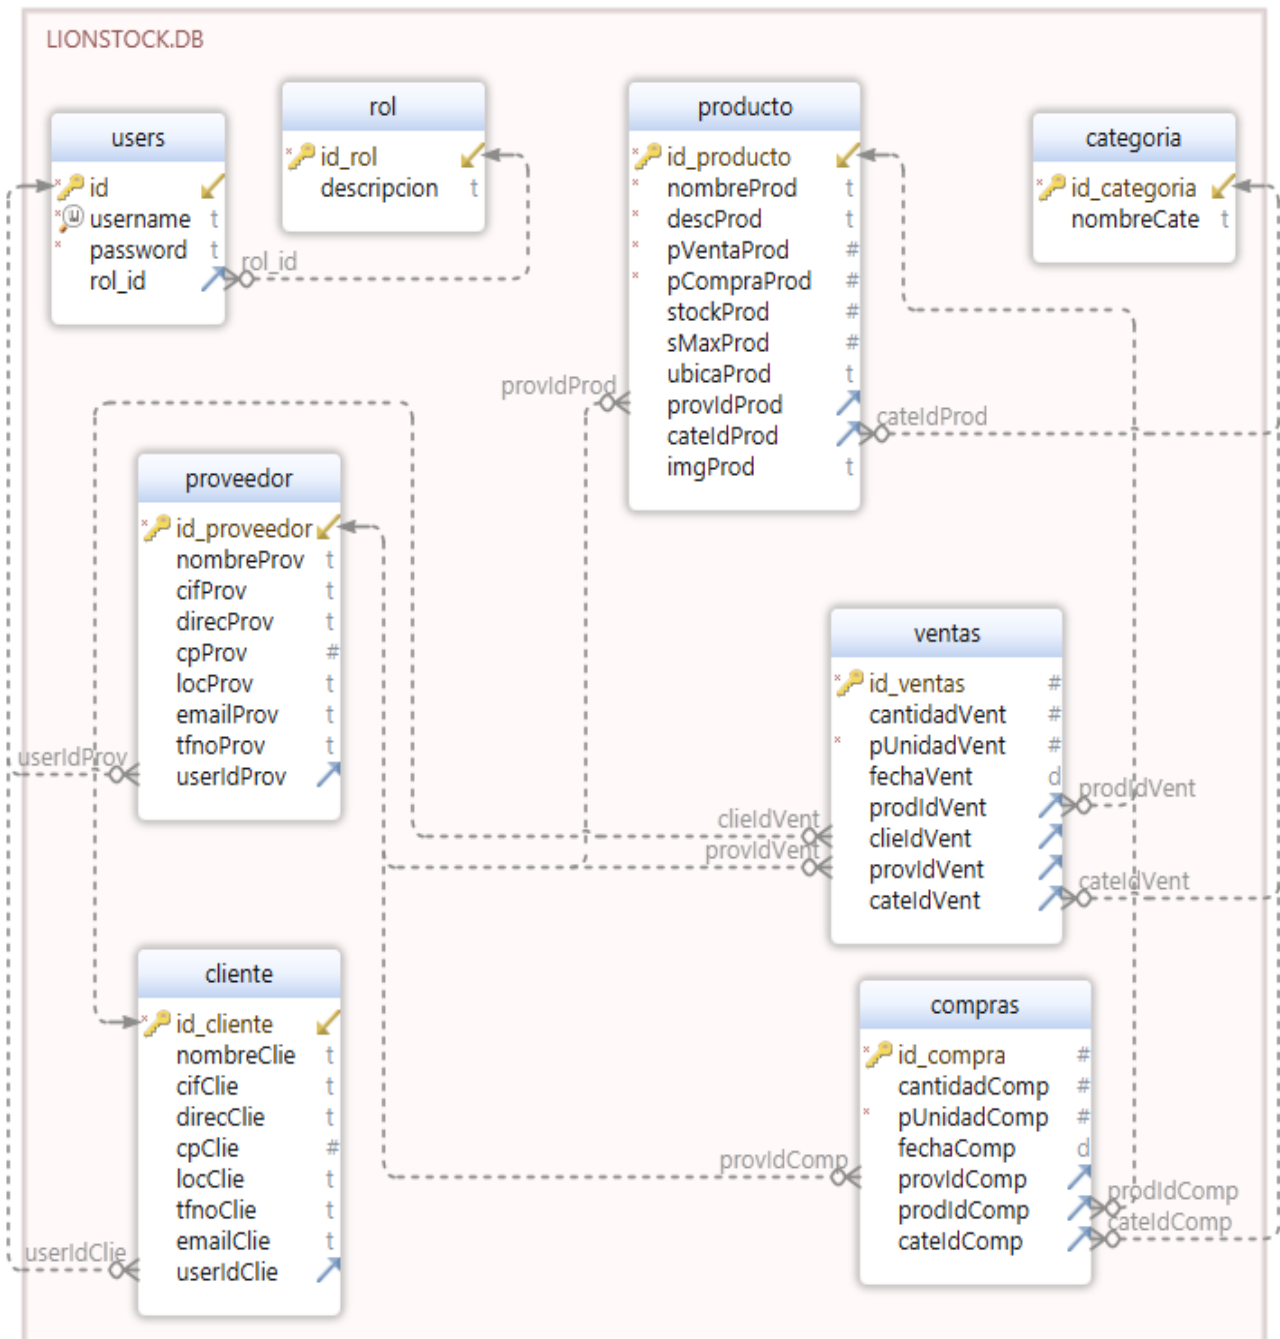 LIONSTOCK.DB
users
id
username t
password t
rol_id
rol_id
rol
id_rol
descripcion t
producto
id_producto
nombreProd t
descProd t
pVentaProd #
pCompraProd #
stockProd #
sMaxProd #
ubicaProd t
provIdProd
cateIdProd
imgProd t
provIdProd
cateIdProd
categoria
id_categoria
nombreCate t
proveedor
id_proveedor
nombreProv t
cifProv t
direcProv t
cpProv #
locProv t
emailProv t
tfnoProv t
userIdProv
userIdProv
ventas
id_ventas #
cantidadVent #
pUnidadVent #
fechaVent d
prodIdVent
clieIdVent
provIdVent
cateIdVent
prodIdVent
clieIdVent
provIdVent
cateIdVent
cliente
id_cliente
nombreClie t
cifClie t
direcClie t
cpClie #
locClie t
tfnoClie t
emailClie t
userIdClie
userIdClie
compras
id_compra #
cantidadComp #
pUnidadComp #
fechaComp d
provIdComp
prodIdComp
cateIdComp
provIdComp
prodIdComp
cateIdComp